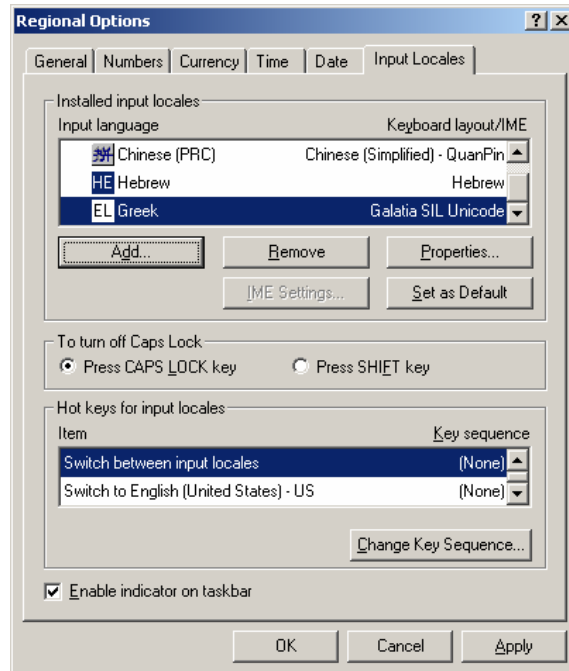 Regional Options
General Numbers Currency Time Date Input Locales
Installed input locales
Input language Keyboard layout/IME
拼 Chinese (PRC) Chinese (Simplified) - QuanPin
HE Hebrew Hebrew
EL Greek Galatia SIL Unicode
Add... Remove Properties...
IME Settings... Set as Default
To turn off Caps Lock
Press CAPS LOCK key Press SHIFT key
Hot keys for input locales
Item Key sequence
Switch between input locales (None)
Switch to English (United States) - US (None)
Change Key Sequence...
Enable indicator on taskbar
OK Cancel Apply